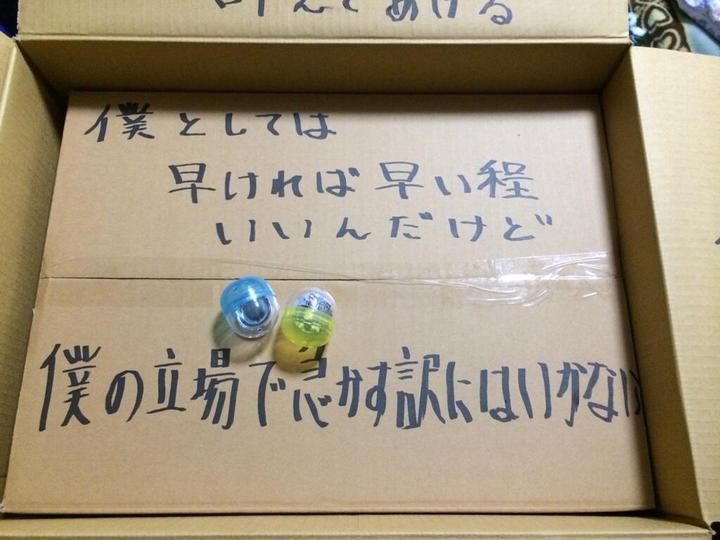 叶えてあげる
僕としては
早ければ早い程
いいんだけど
僕の立場で急かす訳にはいかない